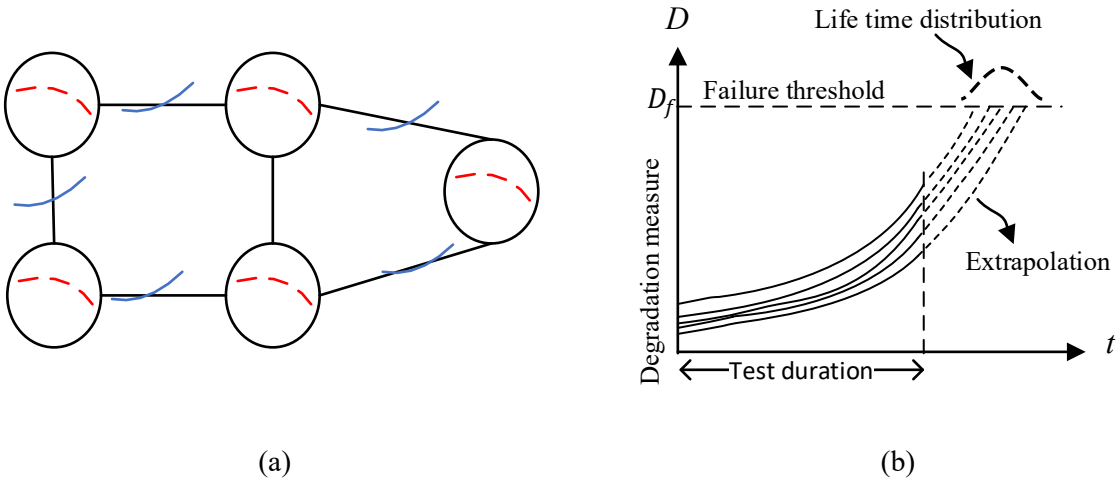 Life time distribution
D
Failure threshold
D_f
Degradation measure
Extrapolation
t
Test duration
(a)
(b)